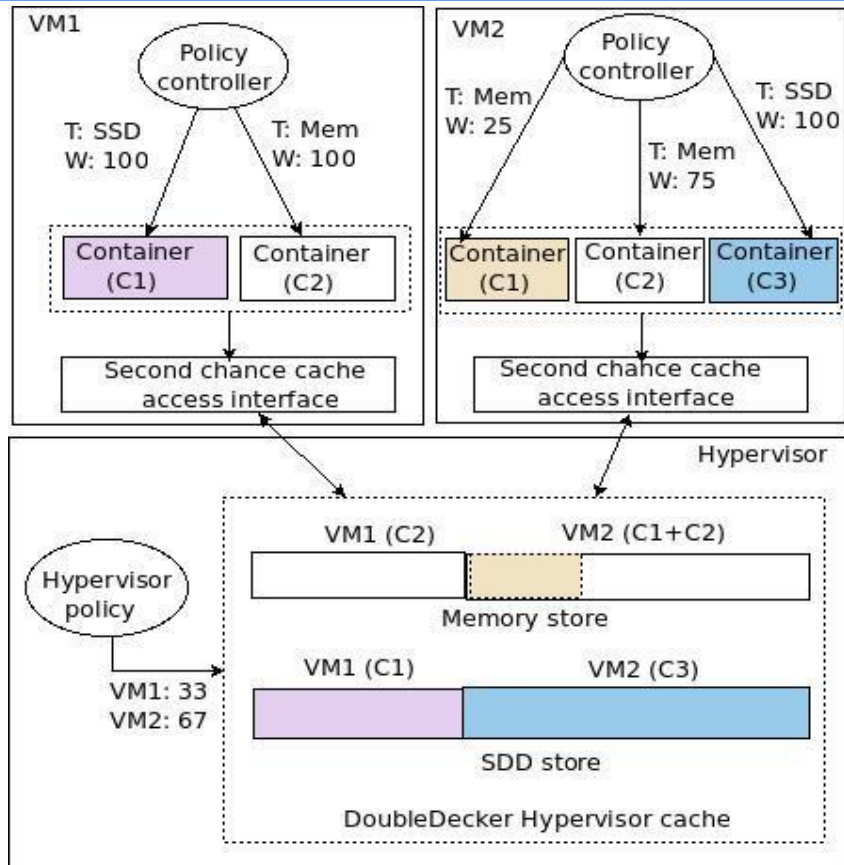 VM1
Policy
controller
T: SSD
W: 100
T: Mem
W: 100
Container
(C1)
Container
(C2)
Second chance cache
access interface
VM2
Policy
controller
T: Mem
W: 25
T: Mem
W: 75
T: SSD
W: 100
Container
(C1)
Container
(C2)
Container
(C3)
Second chance cache
access interface
Hypervisor
Hypervisor
policy
VM1: 33
VM2: 67
VM1 (C2)
VM2 (C1+C2)
Memory store
VM1 (C1)
VM2 (C3)
SDD store
DoubleDecker Hypervisor cache